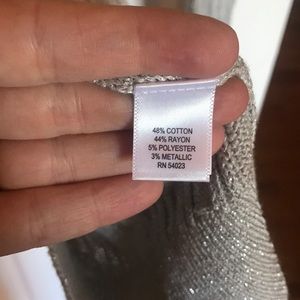 48% COTTON
44% RAYON
5% POLYESTER
3% METALLIC
RN 54023